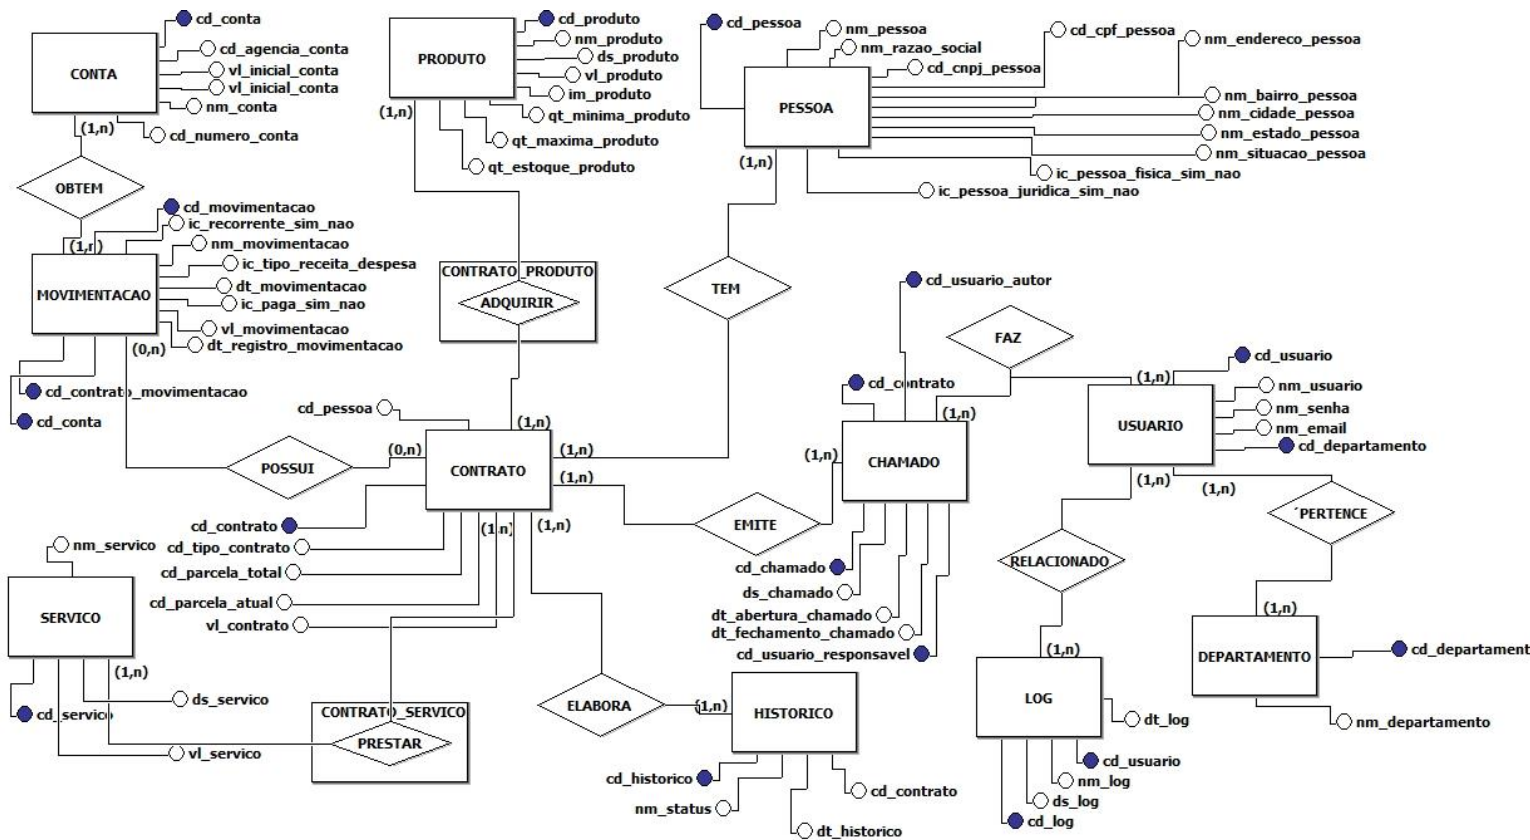 cd_conta
cd_agencia_conta
vl_inicial_conta
vl_inicial_conta
nm_conta
cd_numero_conta
CONTA
(1,n)
OBTEM
(1,n)
cd_produto
nm_produto
ds_produto
vl_produto
im_produto
qt_minima_produto
qt_maxima_produto
qt_estoque_produto
PRODUTO
(1,n)
cd_pessoa
nm_pessoa
nm_razao_social
cd_cnpj_pessoa
cd_cpf_pessoa
nm_endereco_pessoa
nm_bairro_pessoa
nm_cidade_pessoa
nm_estado_pessoa
nm_situacao_pessoa
ic_pessoa_fisica_sim_nao
ic_pessoa_juridica_sim_nao
PESSOA
(1,n)
cd_movimentacao
ic_recorrente_sim_nao
nm_movimentacao
ic_tipo_receita_despesa
dt_movimentacao
ic_paga_sim_nao
vl_movimentacao
dt_registro_movimentacao
MOVIMENTACAO
(0,n)
cd_contrato_movimentacao
cd_conta
CONTRATO_PRODUTO
ADQUIRIR
TEM
cd_usuario_autor
FAZ
cd_contrato
(1,n)
(1,n)
cd_usuario
nm_usuario
nm_senha
nm_email
cd_departamento
USUARIO
(1,n)
(1,n)
cd_pessoa
(1,n)
(0,n)
(1,n)
(1,n)
CONTRATO
POSSUI
(1,n)
CHAMADO
EMITE
cd_contrato
cd_tipo_contrato
cd_parcela_total
cd_parcela_atual
vl_contrato
(1,n)
(1,n)
cd_chamado
ds_chamado
dt_abertura_chamado
dt_fechamento_chamado
cd_usuario_responsavel
´PERTENCE
RELACIONADO
(1,n)
DEPARTAMENTO
cd_departament
nm_departamento
nm_servico
SERVICO
(1,n)
ds_servico
cd_servico
vl_servico
CONTRATO_SERVICO
PRESTAR
ELABORA
(1,n)
HISTORICO
cd_historico
nm_status
dt_historico
cd_contrato
(1,n)
LOG
dt_log
cd_usuario
nm_log
ds_log
cd_log